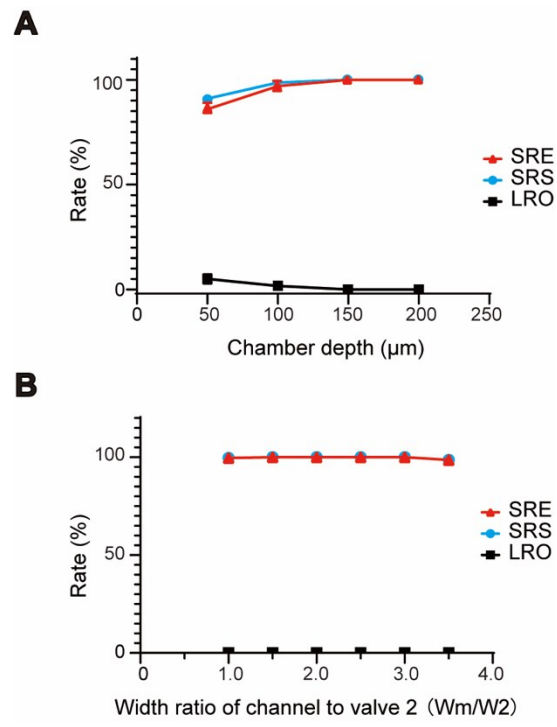 A
100
50
0
Rate (%)
SRE
SRS
LRO
0 50 100 150 200 250
Chamber depth (μm)
B
100
50
0
Rate (%)
SRE
SRS
LRO
0 1.0 2.0 3.0 4.0
Width ratio of channel to valve 2（Wm/W2）